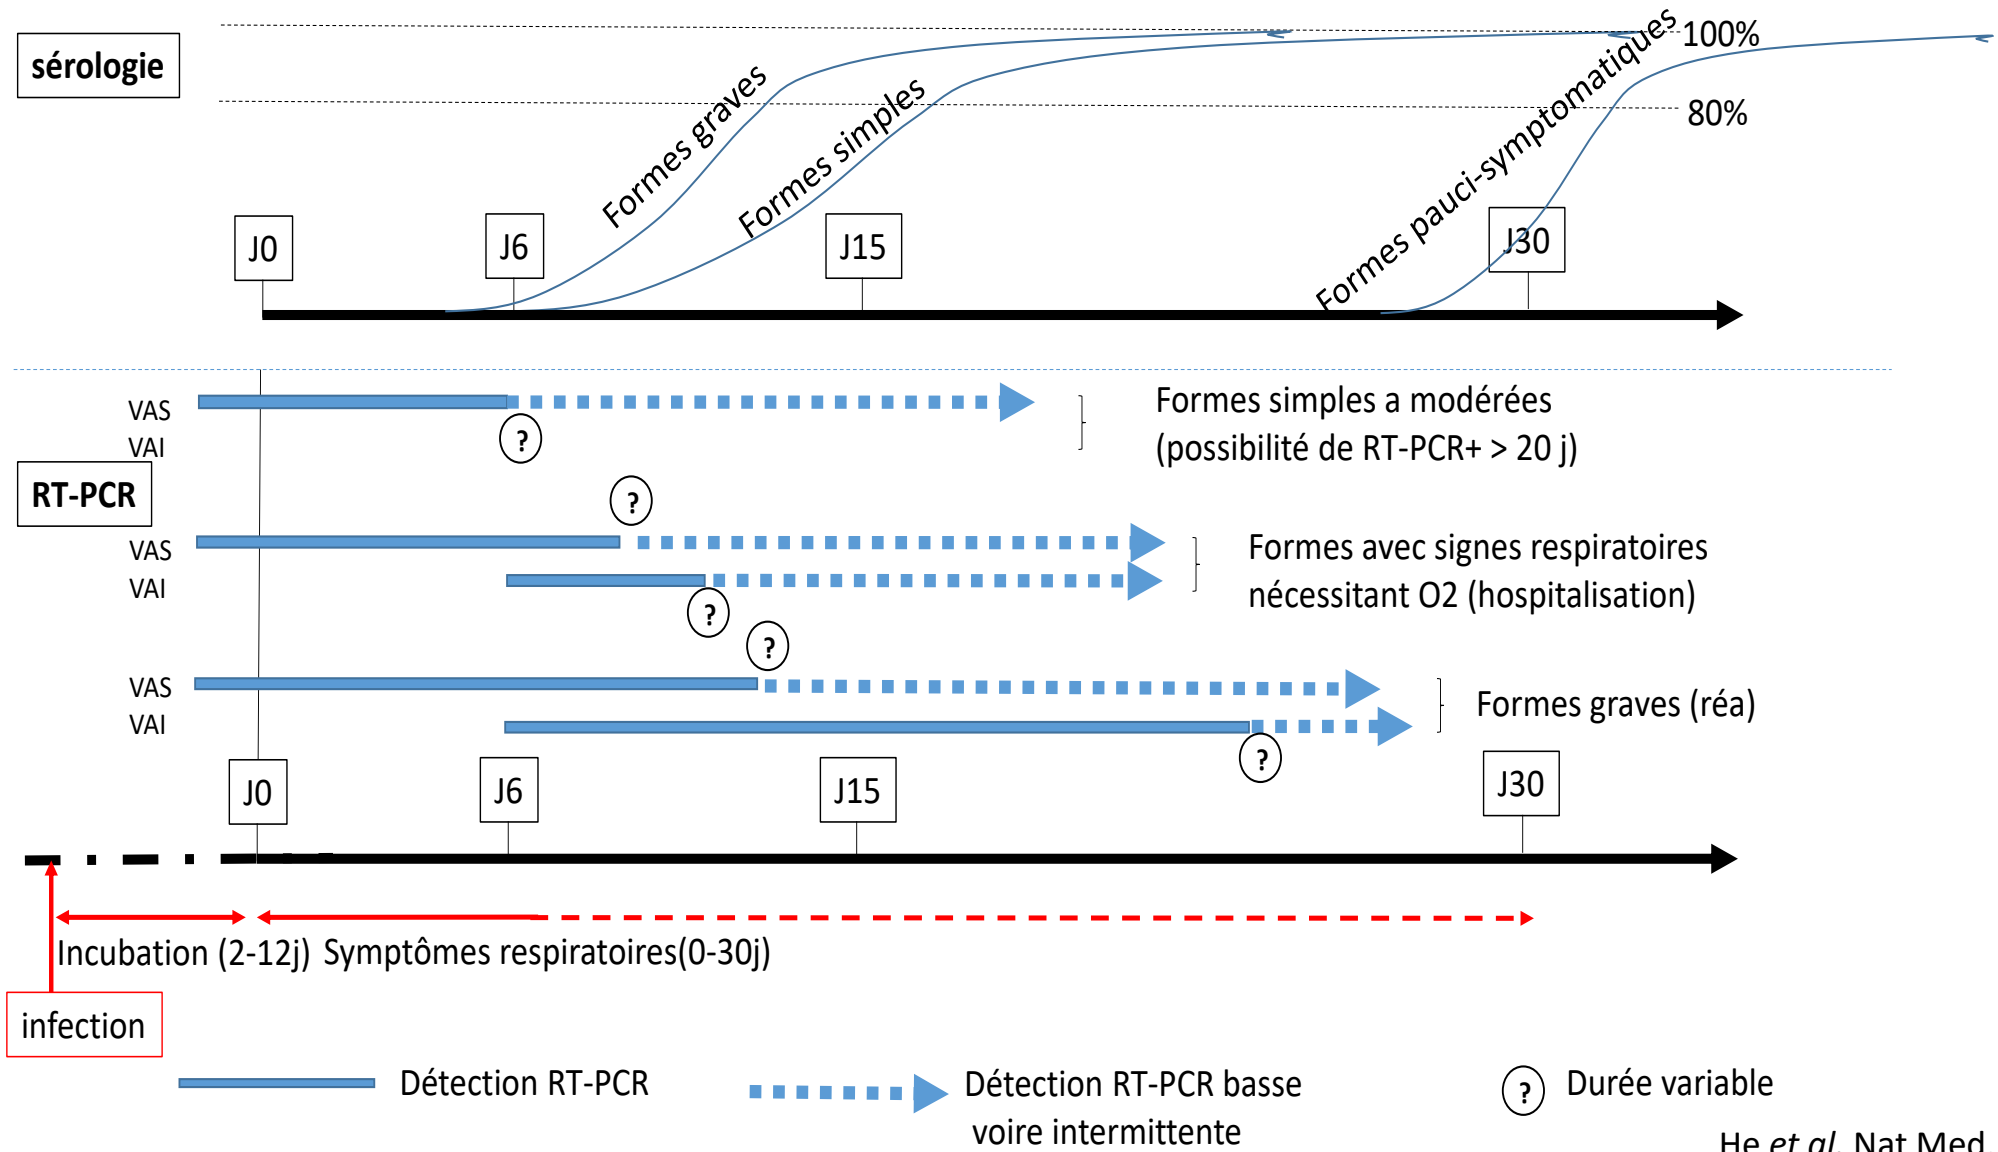 sérologie
100%
80%
Formes graves
Formes simples
Formes pauci-symptomatiques
J0
J6
J15
J30
VAS
VAI
Formes simples a modérées
(possibilité de RT-PCR+ > 20 j)
?
RT-PCR
?
VAS
VAI
Formes avec signes respiratoires
nécessitant O2 (hospitalisation)
?
?
VAS
VAI
Formes graves (réa)
?
J0
J6
J15
J30
Incubation (2-12j)
Symptômes respiratoires(0-30j)
infection
Détection RT-PCR
Détection RT-PCR basse
voire intermittente
? Durée variable
He et al. Nat Med.